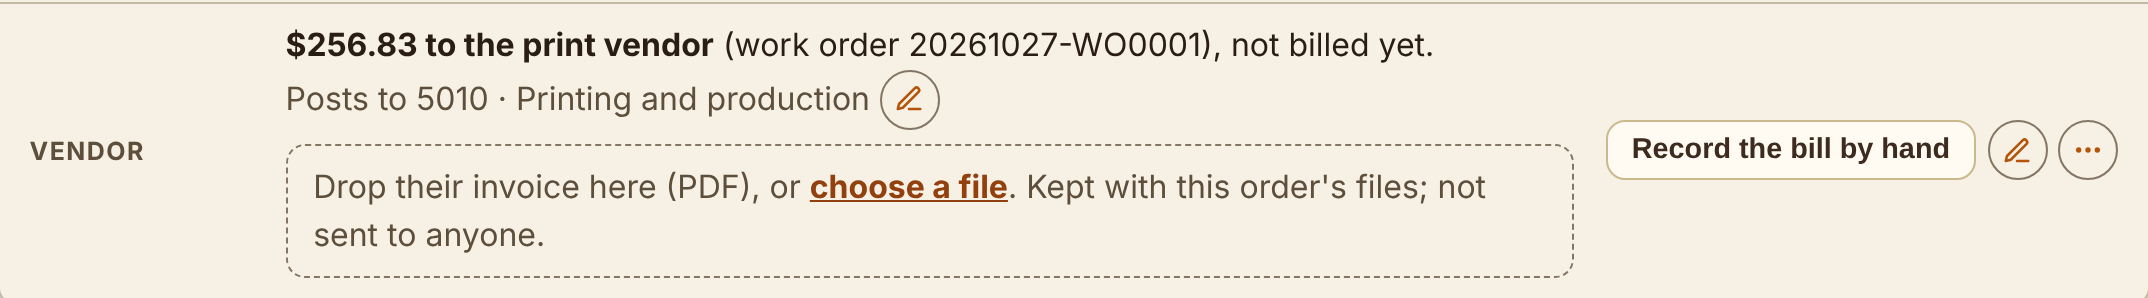 $256.83 to the print vendor (work order 20261027-WO0001), not billed yet.
Posts to 5010 · Printing and production
VENDOR
Drop their invoice here (PDF), or choose a file. Kept with this order's files; not
sent to anyone.
Record the bill by hand